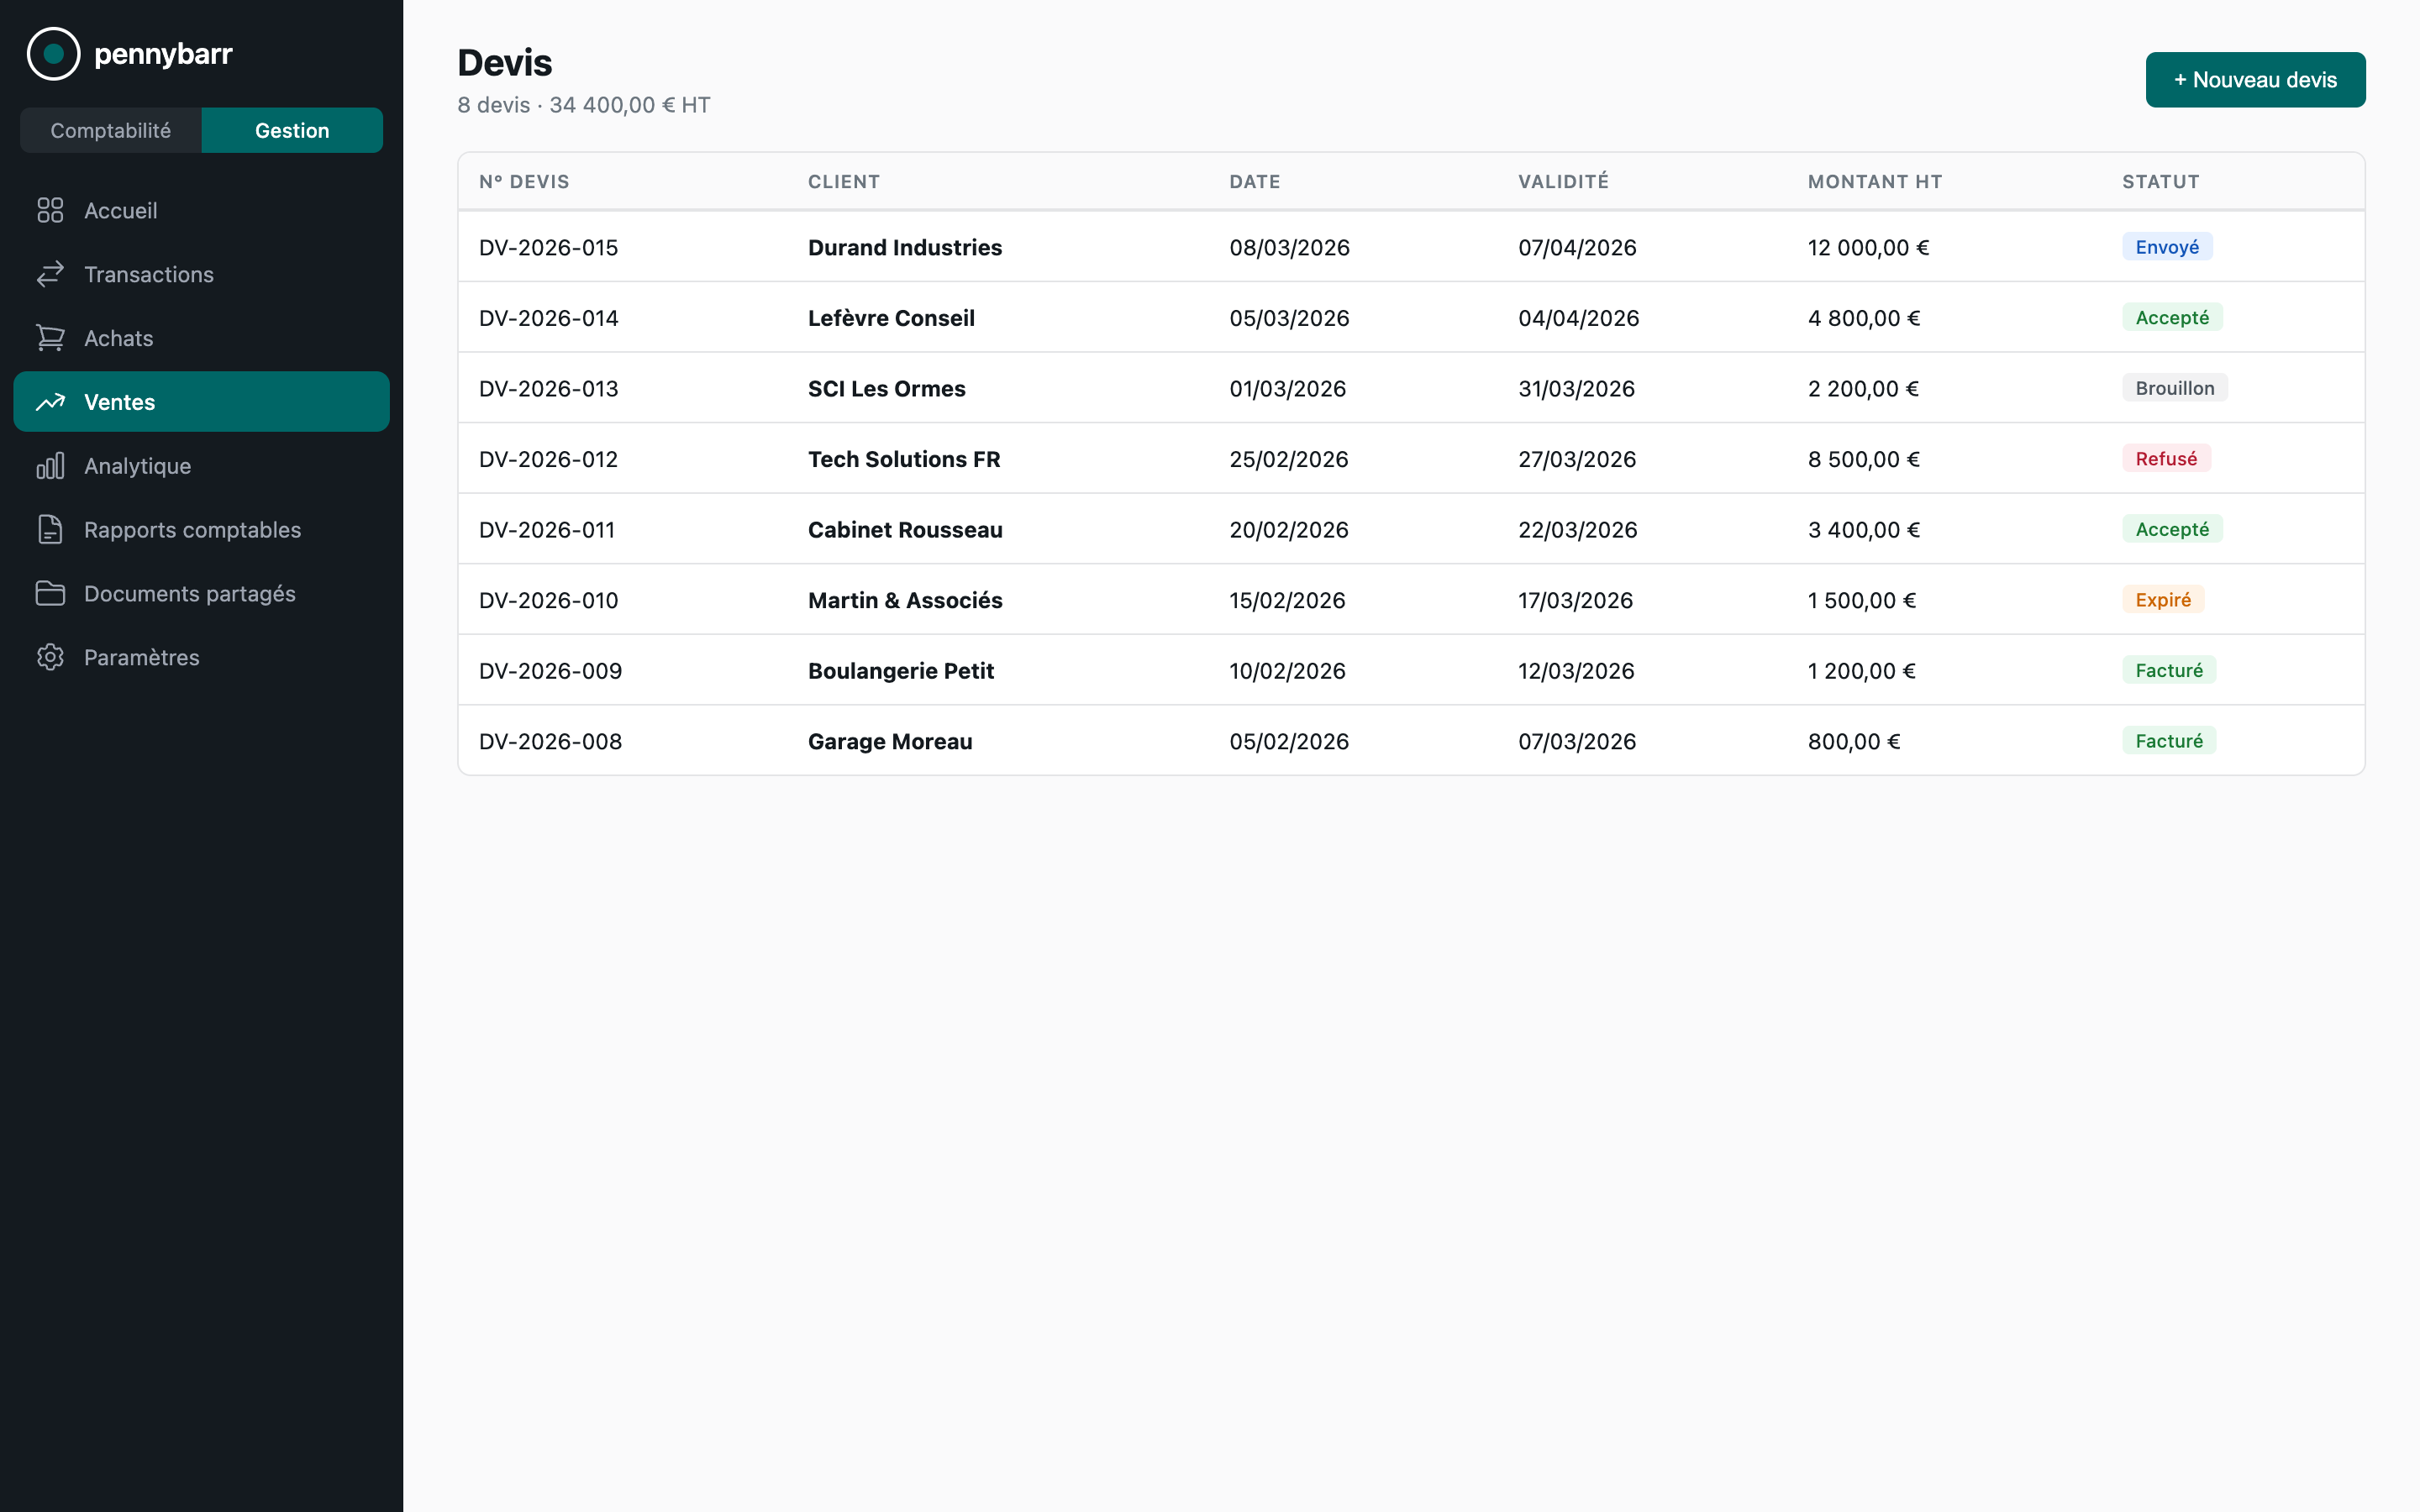 pennybarr
Comptabilité Gestion
Accueil
Transactions
Achats
Ventes
Analytique
Rapports comptables
Documents partagés
Paramètres
Devis
8 devis · 34 400,00 € HT
+ Nouveau devis
N° DEVIS CLIENT DATE VALIDITÉ MONTANT HT STATUT
DV-2026-015 Durand Industries 08/03/2026 07/04/2026 12 000,00 € Envoyé
DV-2026-014 Lefèvre Conseil 05/03/2026 04/04/2026 4 800,00 € Accepté
DV-2026-013 SCI Les Ormes 01/03/2026 31/03/2026 2 200,00 € Brouillon
DV-2026-012 Tech Solutions FR 25/02/2026 27/03/2026 8 500,00 € Refusé
DV-2026-011 Cabinet Rousseau 20/02/2026 22/03/2026 3 400,00 € Accepté
DV-2026-010 Martin & Associés 15/02/2026 17/03/2026 1 500,00 € Expiré
DV-2026-009 Boulangerie Petit 10/02/2026 12/03/2026 1 200,00 € Facturé
DV-2026-008 Garage Moreau 05/02/2026 07/03/2026 800,00 € Facturé